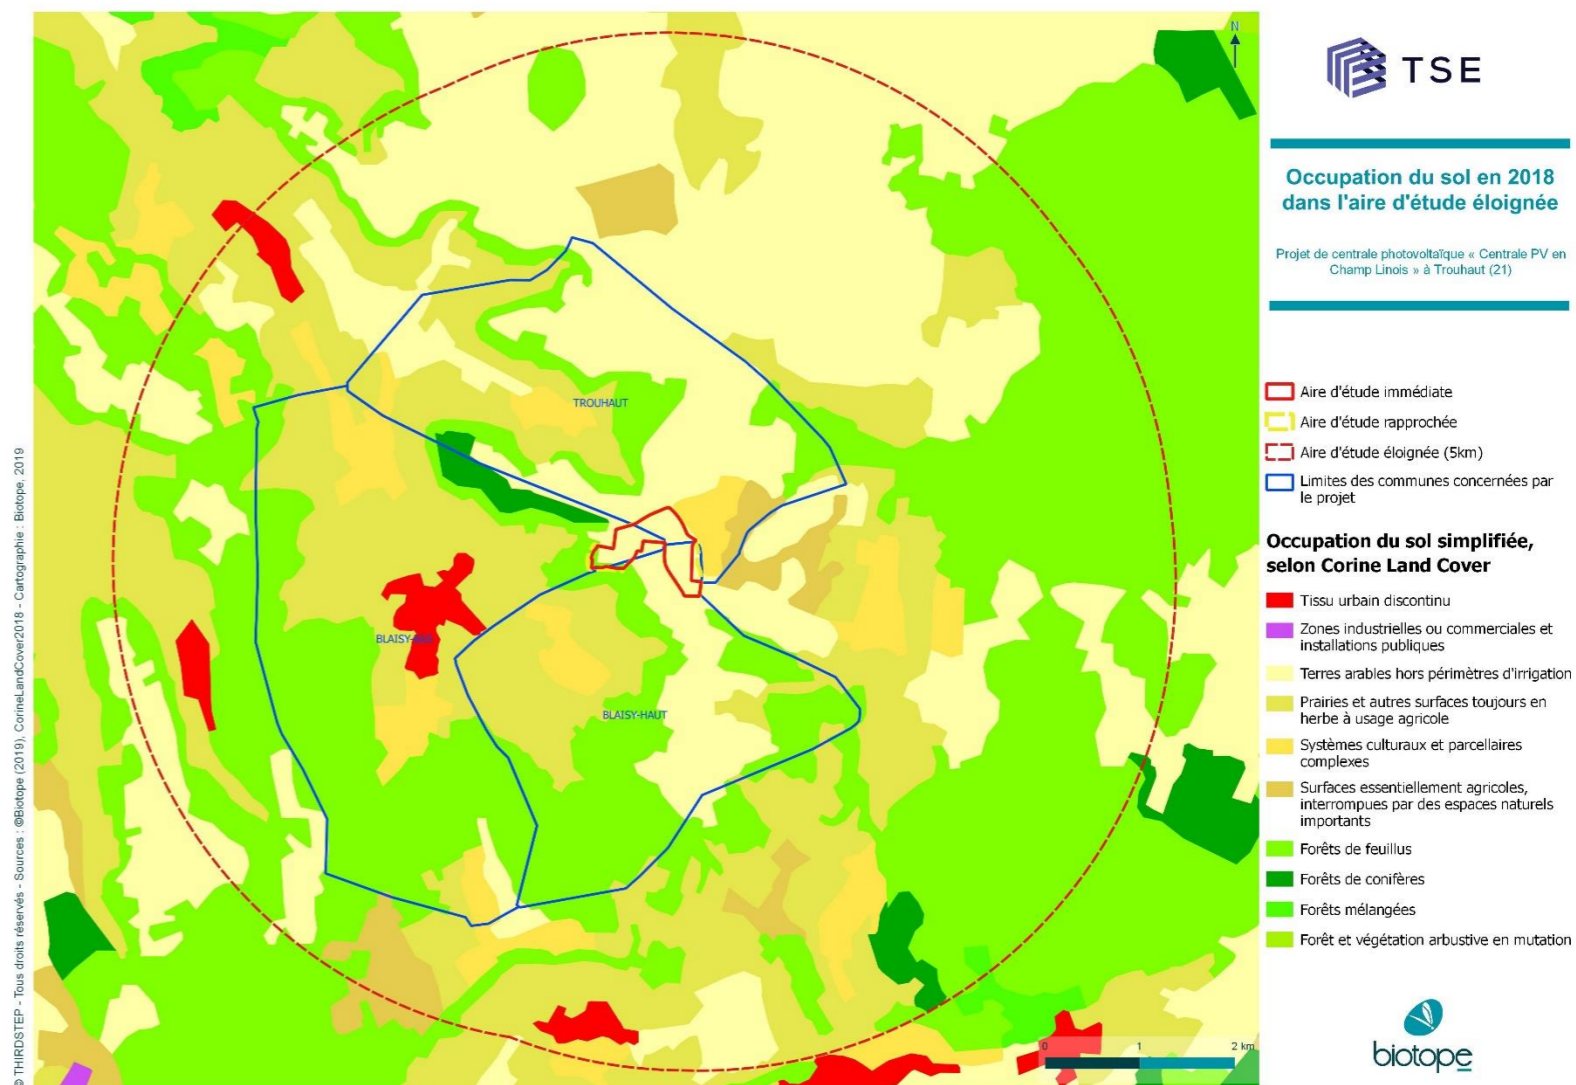 N
TROUHAUT
BLAISY-BAS
BLAISY-HAUT
0 1 2 km
© THIRDSTEP - Tous droits réservés - Sources : ©Biotope (2019), CorineLandCover2018 - Cartographie : Biotope, 2019
TSE
Occupation du sol en 2018
dans l'aire d'étude éloignée
Projet de centrale photovoltaïque « Centrale PV en
Champ Linois » à Trouhaut (21)
Aire d'étude immédiate
Aire d'étude rapprochée
Aire d'étude éloignée (5km)
Limites des communes concernées par
le projet
Occupation du sol simplifiée,
selon Corine Land Cover
Tissu urbain discontinu
Zones industrielles ou commerciales et
installations publiques
Terres arables hors périmètres d'irrigation
Prairies et autres surfaces toujours en
herbe à usage agricole
Systèmes culturaux et parcellaires
complexes
Surfaces essentiellement agricoles,
interrompues par des espaces naturels
importants
Forêts de feuillus
Forêts de conifères
Forêts mélangées
Forêt et végétation arbustive en mutation
biotope